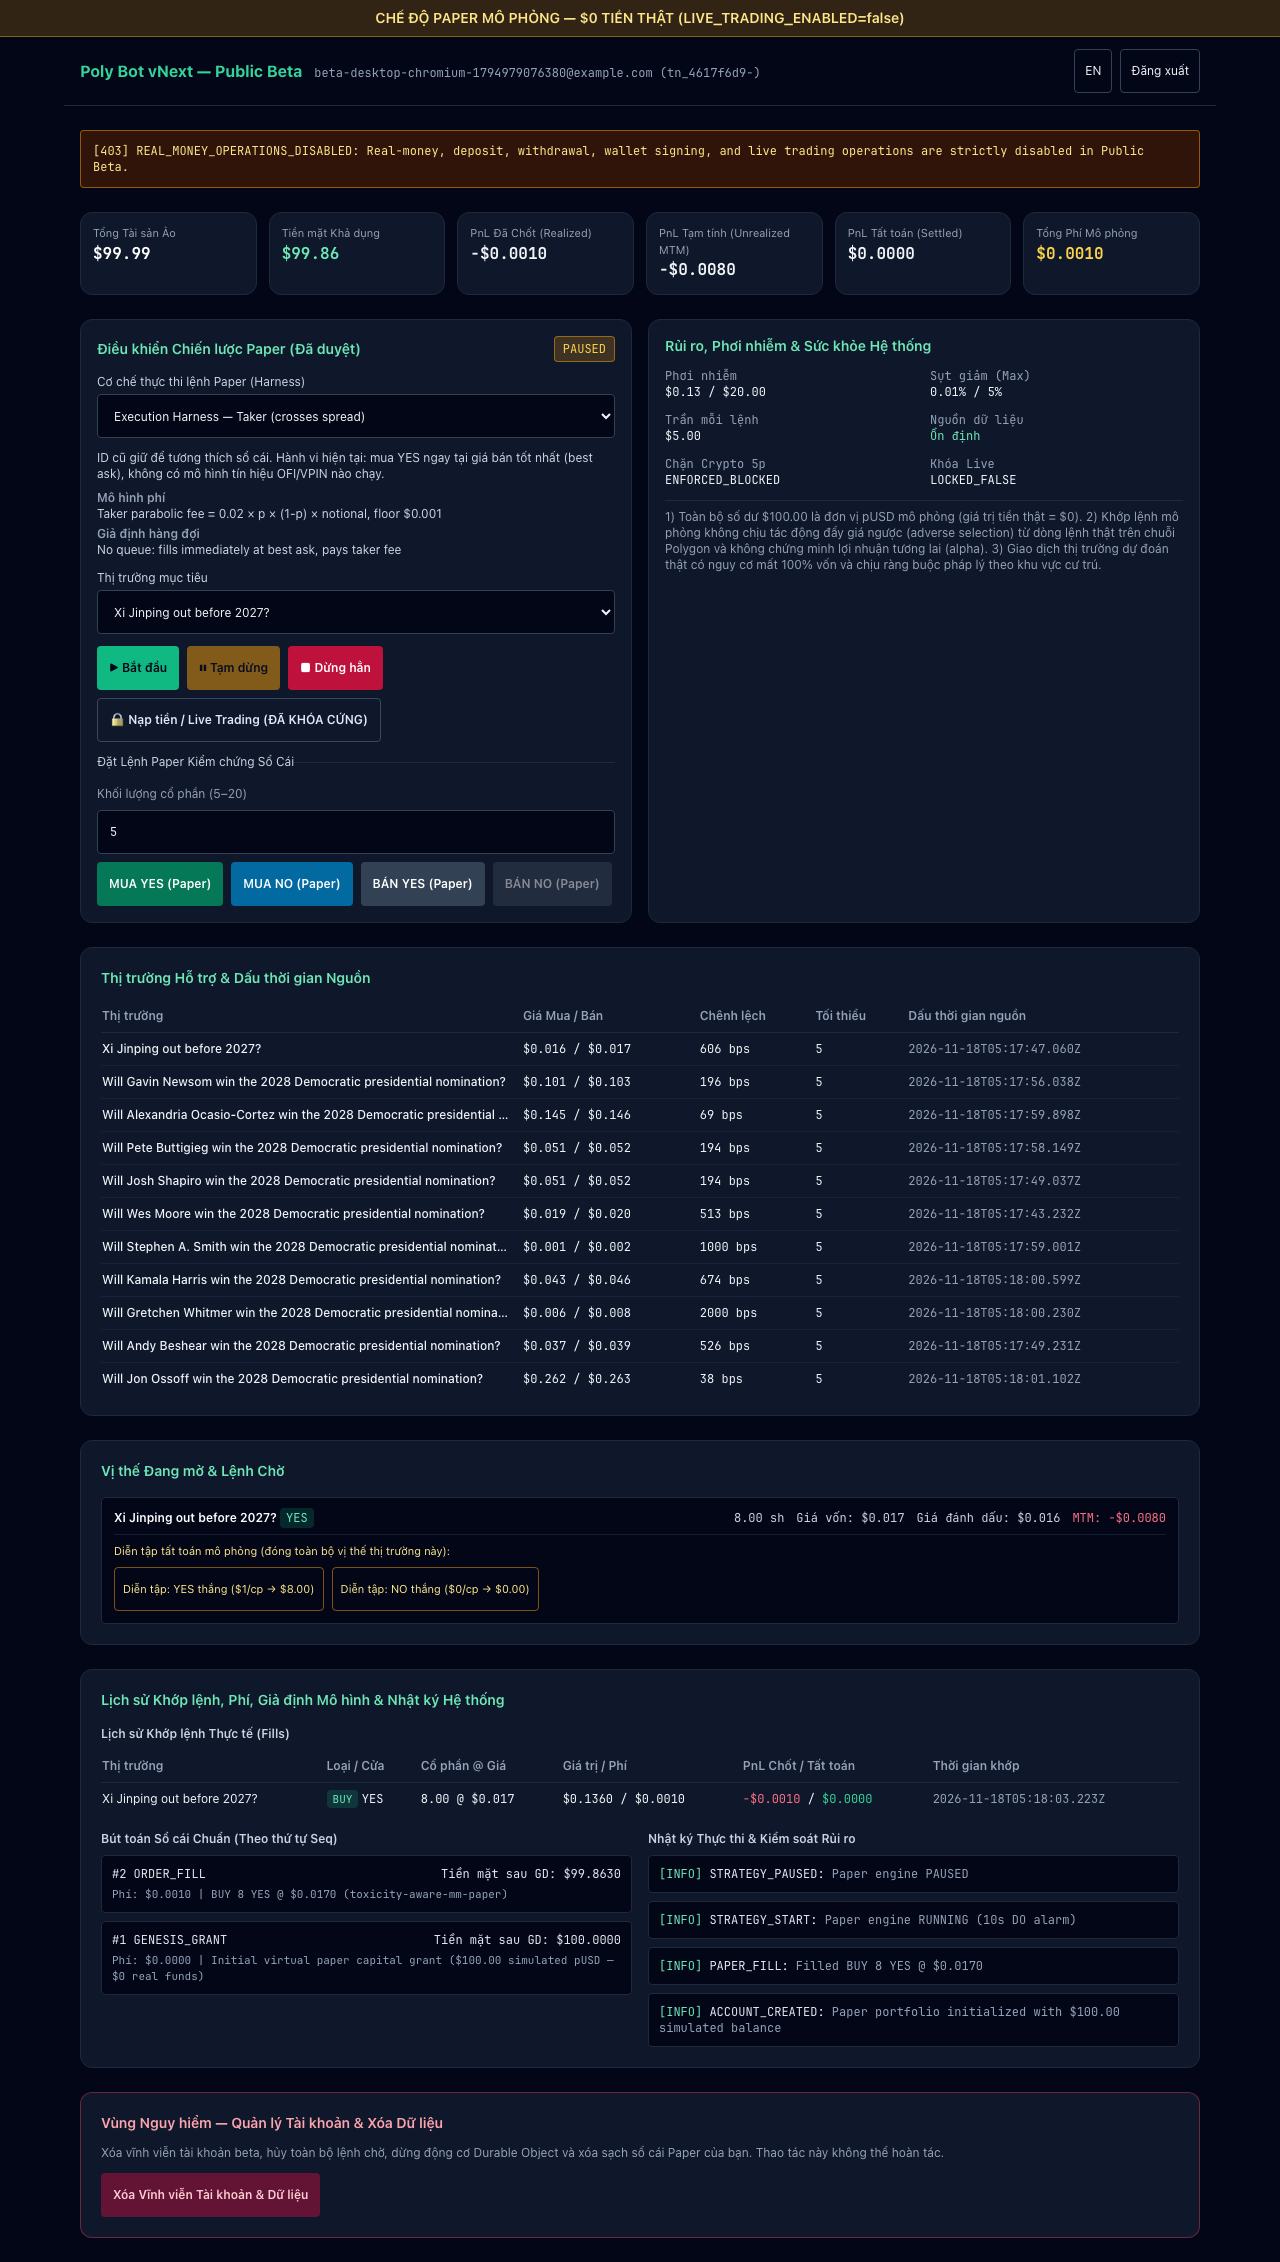 CHẾ ĐỘ PAPER MÔ PHỎNG — $0 TIỀN THẬT (LIVE_TRADING_ENABLED=false)
Poly Bot vNext — Public Beta beta-desktop-chromium-1794979076380@example.com (tn_4617f6d9-)
EN
Đăng xuất
[403] REAL_MONEY_OPERATIONS_DISABLED: Real-money, deposit, withdrawal, wallet signing, and live trading operations are strictly disabled in Public
Beta.
Tổng Tài sản Ảo
$99.99
Tiền mặt Khả dụng
$99.86
PnL Đã Chốt (Realized)
-$0.0010
PnL Tạm tính (Unrealized
MTM)
-$0.0080
PnL Tất toán (Settled)
$0.0000
Tổng Phí Mô phỏng
$0.0010
Điều khiển Chiến lược Paper (Đã duyệt)
PAUSED
Cơ chế thực thi lệnh Paper (Harness)
Execution Harness — Taker (crosses spread)
ID cũ giữ để tương thích sổ cái. Hành vi hiện tại: mua YES ngay tại giá bán tốt nhất (best
ask), không có mô hình tín hiệu OFI/VPIN nào chạy.
Mô hình phí
Taker parabolic fee = 0.02 × p × (1-p) × notional, floor $0.001
Giả định hàng đợi
No queue: fills immediately at best ask, pays taker fee
Thị trường mục tiêu
Xi Jinping out before 2027?
▶ Bắt đầu
⏸ Tạm dừng
⏹ Dừng hẳn
🔒 Nạp tiền / Live Trading (ĐÃ KHÓA CỨNG)
Đặt Lệnh Paper Kiểm chứng Sổ Cái
Khối lượng cổ phần (5–20)
5
MUA YES (Paper)
MUA NO (Paper)
BÁN YES (Paper)
BÁN NO (Paper)
Rủi ro, Phơi nhiễm & Sức khỏe Hệ thống
Phơi nhiễm
$0.13 / $20.00
Sụt giảm (Max)
0.01% / 5%
Trần mỗi lệnh
$5.00
Nguồn dữ liệu
Ổn định
Chặn Crypto 5p
ENFORCED_BLOCKED
Khóa Live
LOCKED_FALSE
1) Toàn bộ số dư $100.00 là đơn vị pUSD mô phỏng (giá trị tiền thật = $0). 2) Khớp lệnh mô
phỏng không chịu tác động đẩy giá ngược (adverse selection) từ dòng lệnh thật trên chuỗi
Polygon và không chứng minh lợi nhuận tương lai (alpha). 3) Giao dịch thị trường dự đoán
thật có nguy cơ mất 100% vốn và chịu ràng buộc pháp lý theo khu vực cư trú.
Thị trường Hỗ trợ & Dấu thời gian Nguồn
Thị trường Giá Mua / Bán Chênh lệch Tối thiểu Dấu thời gian nguồn
Xi Jinping out before 2027? $0.016 / $0.017 606 bps 5 2026-11-18T05:17:47.060Z
Will Gavin Newsom win the 2028 Democratic presidential nomination? $0.101 / $0.103 196 bps 5 2026-11-18T05:17:56.038Z
Will Alexandria Ocasio-Cortez win the 2028 Democratic presidential ... $0.145 / $0.146 69 bps 5 2026-11-18T05:17:59.898Z
Will Pete Buttigieg win the 2028 Democratic presidential nomination? $0.051 / $0.052 194 bps 5 2026-11-18T05:17:58.149Z
Will Josh Shapiro win the 2028 Democratic presidential nomination? $0.051 / $0.052 194 bps 5 2026-11-18T05:17:49.037Z
Will Wes Moore win the 2028 Democratic presidential nomination? $0.019 / $0.020 513 bps 5 2026-11-18T05:17:43.232Z
Will Stephen A. Smith win the 2028 Democratic presidential nominat... $0.001 / $0.002 1000 bps 5 2026-11-18T05:17:59.001Z
Will Kamala Harris win the 2028 Democratic presidential nomination? $0.043 / $0.046 674 bps 5 2026-11-18T05:18:00.599Z
Will Gretchen Whitmer win the 2028 Democratic presidential nomina... $0.006 / $0.008 2000 bps 5 2026-11-18T05:18:00.230Z
Will Andy Beshear win the 2028 Democratic presidential nomination? $0.037 / $0.039 526 bps 5 2026-11-18T05:17:49.231Z
Will Jon Ossoff win the 2028 Democratic presidential nomination? $0.262 / $0.263 38 bps 5 2026-11-18T05:18:01.102Z
Vị thế Đang mở & Lệnh Chờ
Xi Jinping out before 2027? YES 8.00 sh Giá vốn: $0.017 Giá đánh dấu: $0.016 MTM: -$0.0080
Diễn tập tất toán mô phỏng (đóng toàn bộ vị thế thị trường này):
Diễn tập: YES thắng ($1/cp → $8.00)
Diễn tập: NO thắng ($0/cp → $0.00)
Lịch sử Khớp lệnh, Phí, Giả định Mô hình & Nhật ký Hệ thống
Lịch sử Khớp lệnh Thực tế (Fills)
Thị trường Loại / Cửa Cổ phần @ Giá Giá trị / Phí PnL Chốt / Tất toán Thời gian khớp
Xi Jinping out before 2027? BUY YES 8.00 @ $0.017 $0.1360 / $0.0010 -$0.0010 / $0.0000 2026-11-18T05:18:03.223Z
Bút toán Sổ cái Chuẩn (Theo thứ tự Seq)
#2 ORDER_FILL Tiền mặt sau GD: $99.8630
Phí: $0.0010 | BUY 8 YES @ $0.0170 (toxicity-aware-mm-paper)
#1 GENESIS_GRANT Tiền mặt sau GD: $100.0000
Phí: $0.0000 | Initial virtual paper capital grant ($100.00 simulated pUSD —
$0 real funds)
Nhật ký Thực thi & Kiểm soát Rủi ro
[INFO] STRATEGY_PAUSED: Paper engine PAUSED
[INFO] STRATEGY_START: Paper engine RUNNING (10s DO alarm)
[INFO] PAPER_FILL: Filled BUY 8 YES @ $0.0170
[INFO] ACCOUNT_CREATED: Paper portfolio initialized with $100.00
simulated balance
Vùng Nguy hiểm — Quản lý Tài khoản & Xóa Dữ liệu
Xóa vĩnh viễn tài khoản beta, hủy toàn bộ lệnh chờ, dừng động cơ Durable Object và xóa sạch sổ cái Paper của bạn. Thao tác này không thể hoàn tác.
Xóa Vĩnh viễn Tài khoản & Dữ liệu